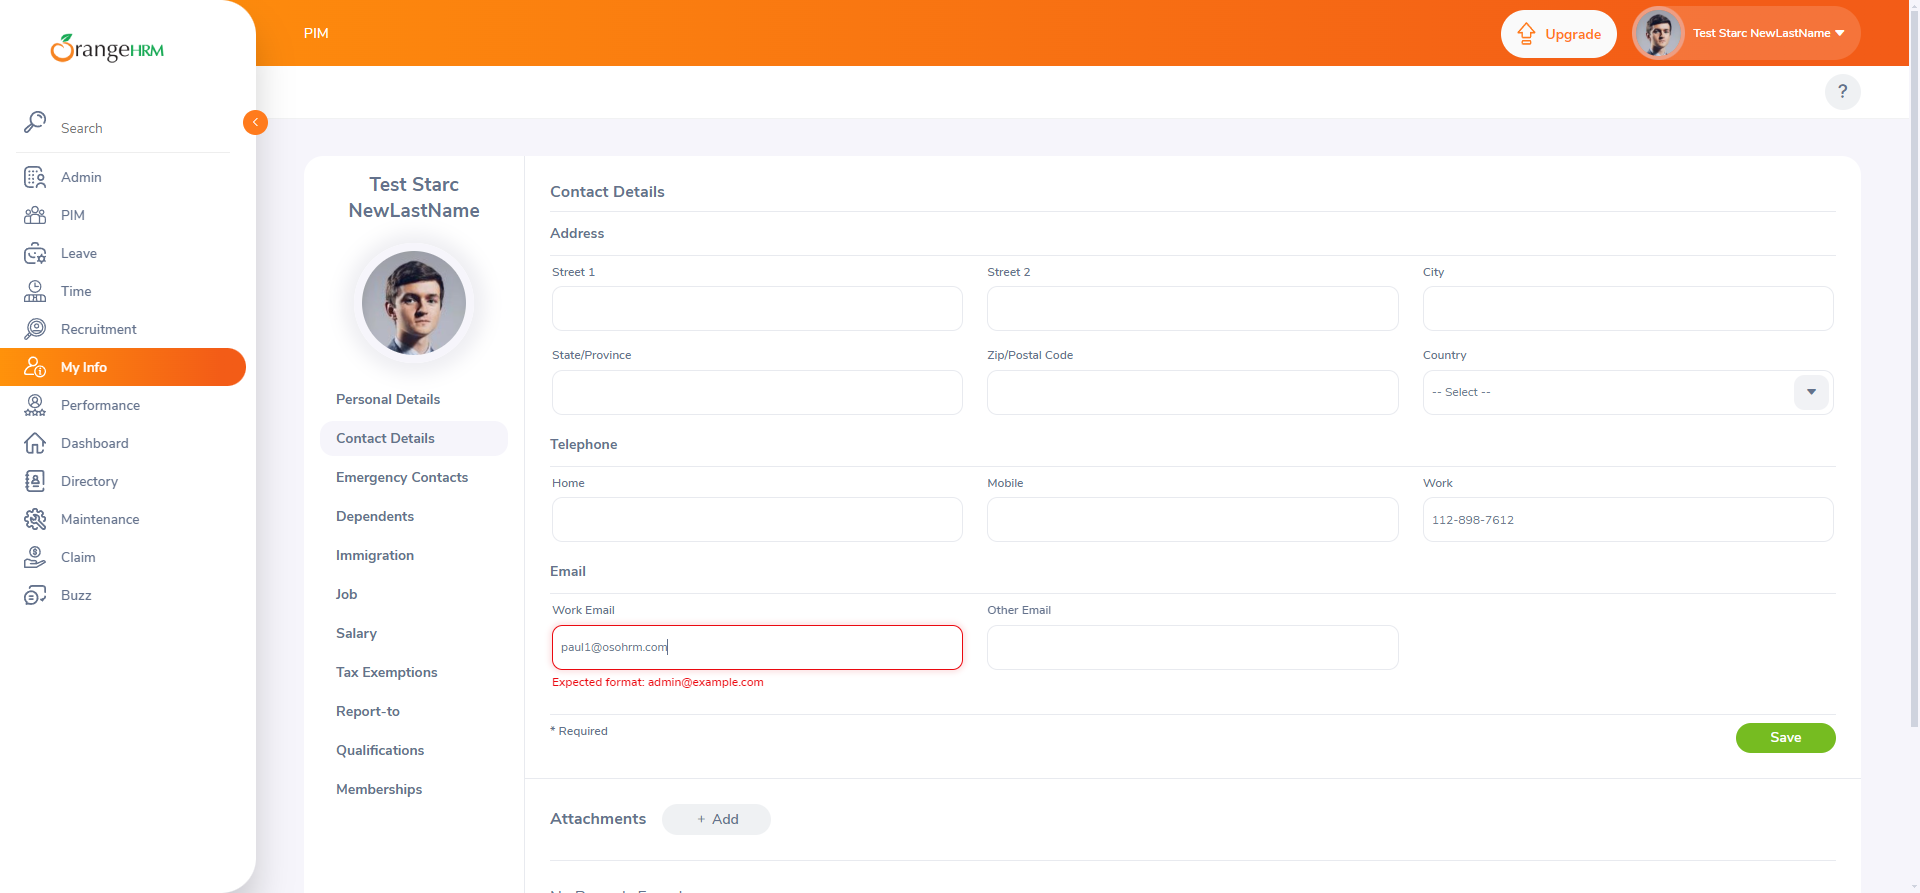 OrangeHRM
Search
Admin
PIM
Leave
Time
Recruitment
My Info
Performance
Dashboard
Directory
Maintenance
Claim
Buzz
PIM
Upgrade
Test Starc NewLastName
?
Test Starc
NewLastName
Personal Details
Contact Details
Emergency Contacts
Dependents
Immigration
Job
Salary
Tax Exemptions
Report-to
Qualifications
Memberships
Contact Details
Address
Street 1
Street 2
City
State/Province
Zip/Postal Code
Country
-- Select --
Telephone
Home
Mobile
Work
112-898-7612
Email
Work Email
Other Email
paul1@osohrm.com
Expected format: admin@example.com
* Required
Save
Attachments
+ Add